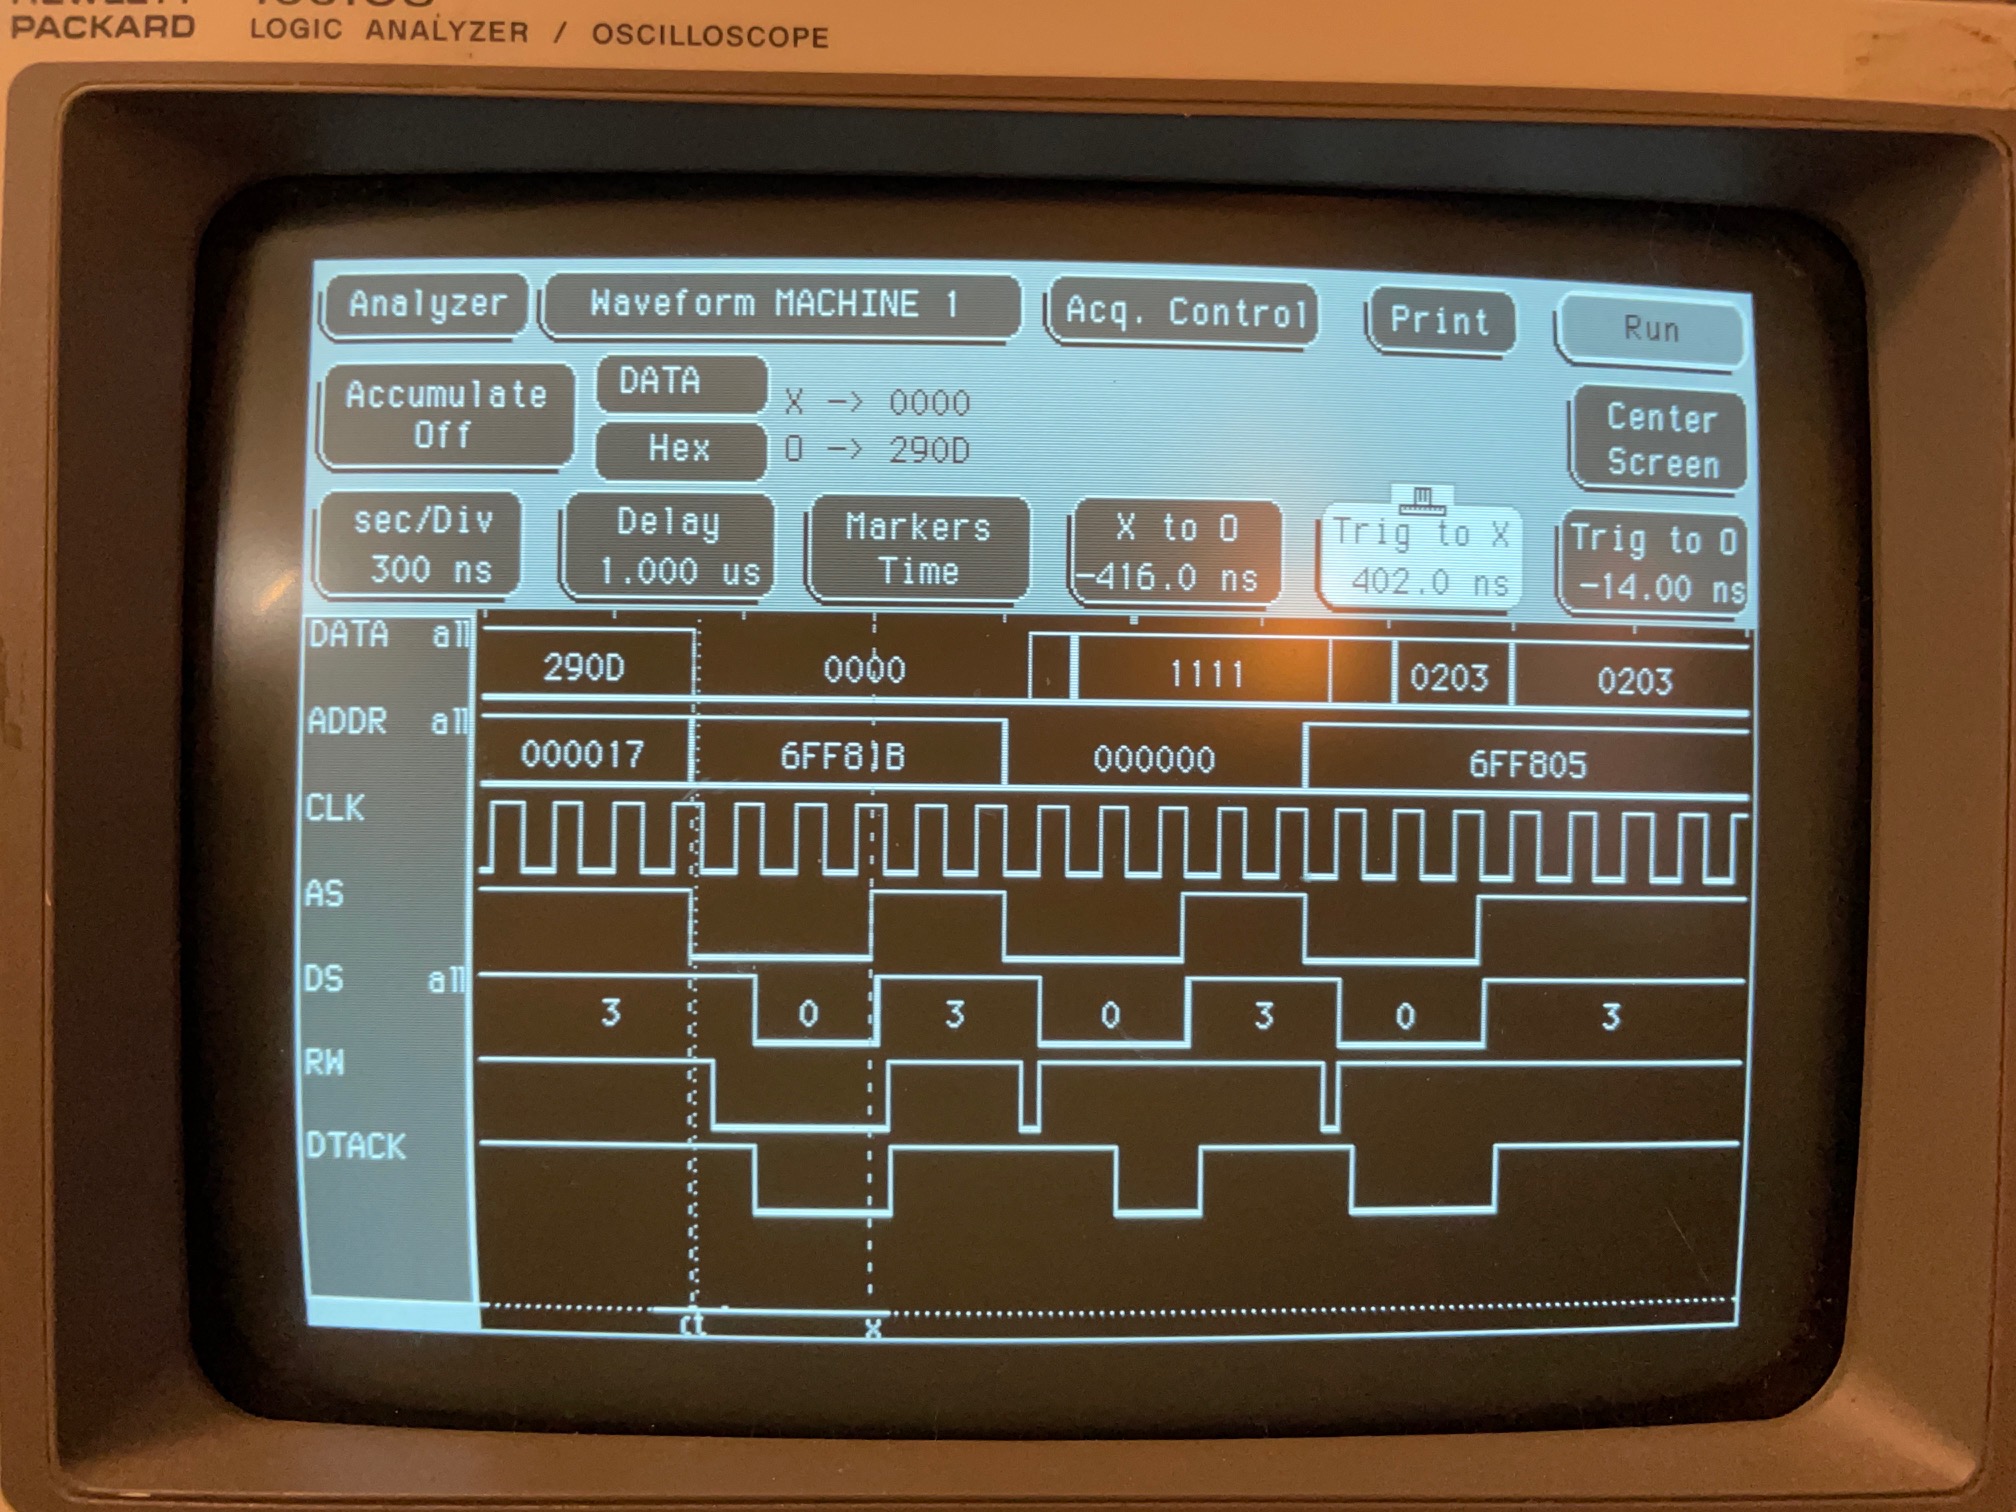 PACKARD LOGIC ANALYZER / OSCILLOSCOPE
Analyzer Waveform MACHINE 1 Acq. Control Print Run
Accumulate
Off
DATA
Hex
X -> 0000
O -> 290D
Center
Screen
sec/Div
300 ns
Delay
1.000 us
Markers
Time
X to O
-416.0 ns
Trig to X
402.0 ns
Trig to O
-14.00 ns
DATA all 290D 0000 1111 0203 0203
ADDR all 000017 6FF81B 000000 6FF805
CLK
AS
DS all 3 0 3 0 3 0 3
RW
DTACK
X